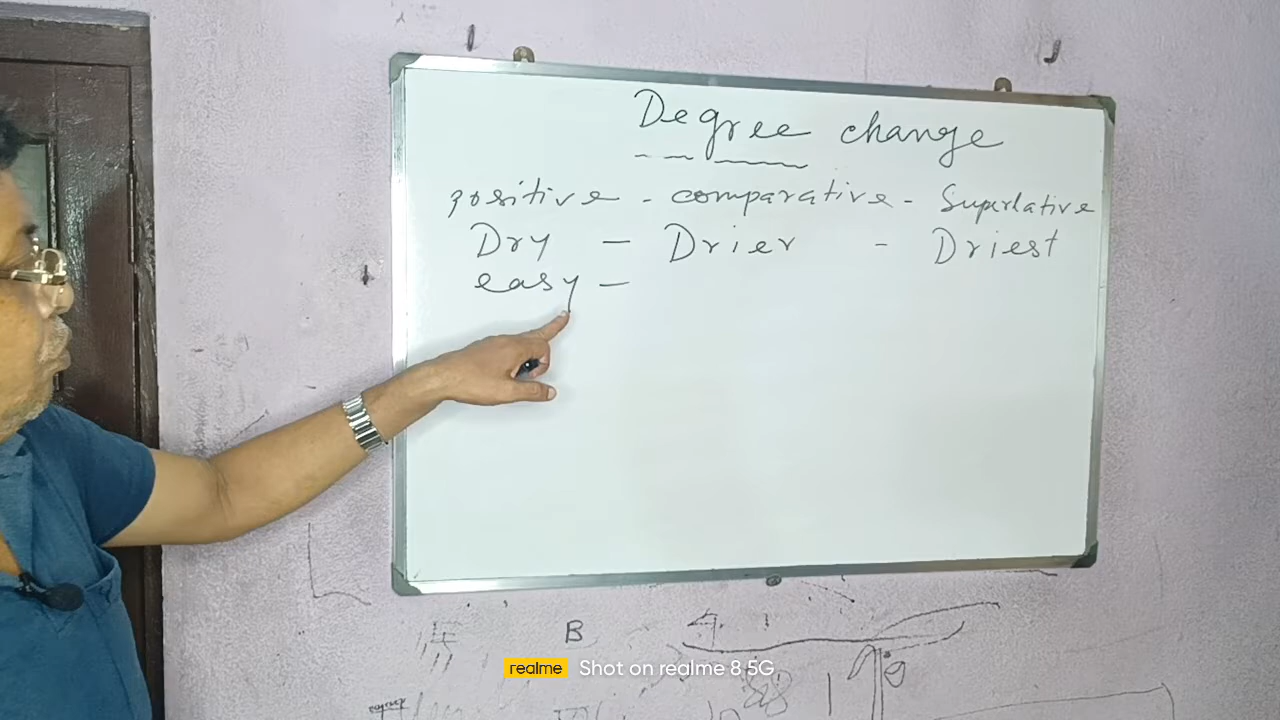 Degree change
positive - comparative - Superlative
Dry - Drier - Driest
easy -
B
realme Shot on realme 8 5G